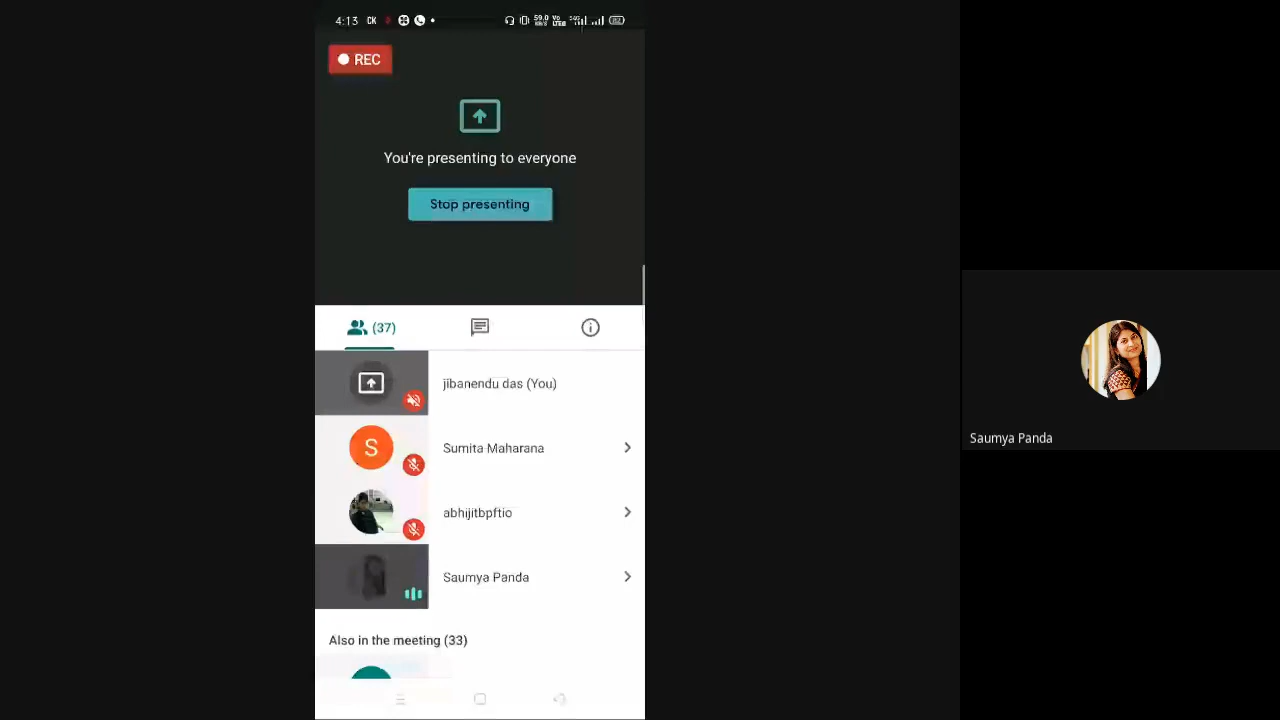 4:13 CK
REC
You're presenting to everyone
Stop presenting
(37)
jibanendu das (You)
S
Sumita Maharana
abhijitbpftio
Saumya Panda
Also in the meeting (33)
Saumya Panda